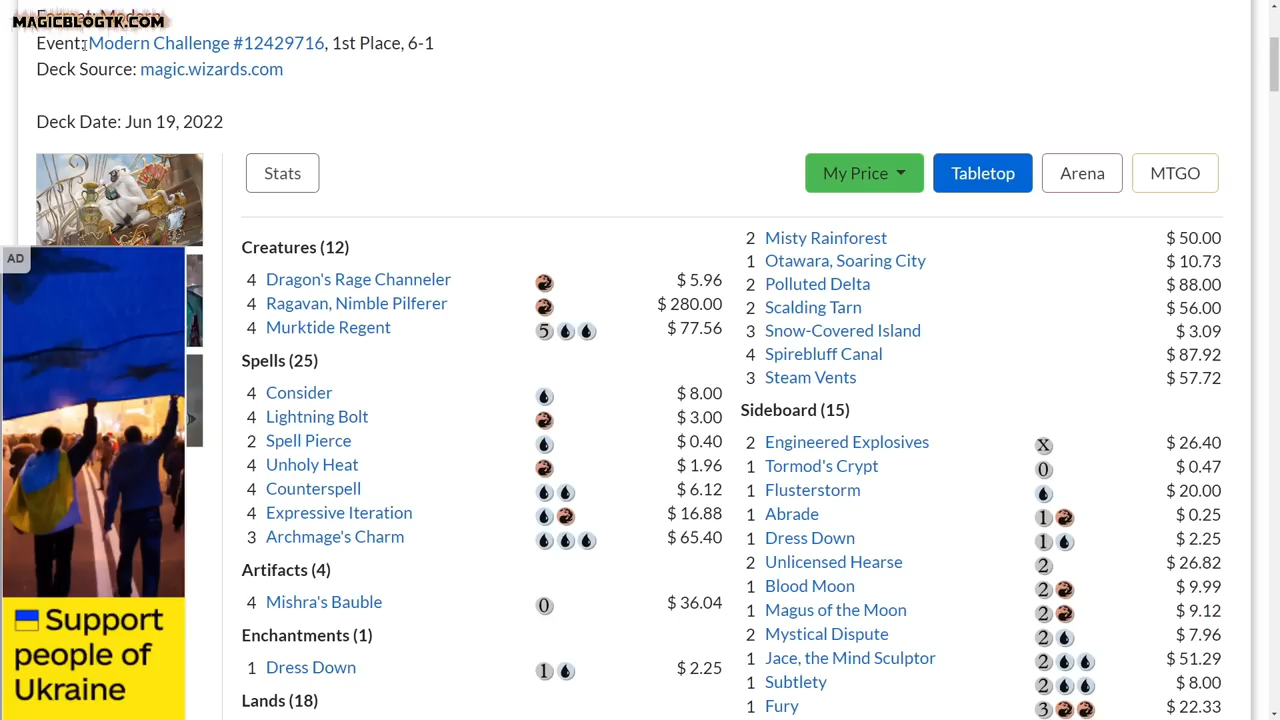 Format: Modern
MAGICBLOGTK.COM
Event: Modern Challenge #12429716, 1st Place, 6-1
Deck Source: magic.wizards.com
Deck Date: Jun 19, 2022
Stats
My Price
Tabletop
Arena
MTGO
AD
Support
people of
Ukraine
Creatures (12)
4 Dragon's Rage Channeler $ 5.96
4 Ragavan, Nimble Pilferer $ 280.00
4 Murktide Regent 5 $ 77.56
Spells (25)
4 Consider $ 8.00
4 Lightning Bolt $ 3.00
2 Spell Pierce $ 0.40
4 Unholy Heat $ 1.96
4 Counterspell $ 6.12
4 Expressive Iteration $ 16.88
3 Archmage's Charm $ 65.40
Artifacts (4)
4 Mishra's Bauble 0 $ 36.04
Enchantments (1)
1 Dress Down 1 $ 2.25
Lands (18)
2 Misty Rainforest $ 50.00
1 Otawara, Soaring City $ 10.73
2 Polluted Delta $ 88.00
2 Scalding Tarn $ 56.00
3 Snow-Covered Island $ 3.09
4 Spirebluff Canal $ 87.92
3 Steam Vents $ 57.72
Sideboard (15)
2 Engineered Explosives X $ 26.40
1 Tormod's Crypt 0 $ 0.47
1 Flusterstorm $ 20.00
1 Abrade 1 $ 0.25
1 Dress Down 1 $ 2.25
2 Unlicensed Hearse 2 $ 26.82
1 Blood Moon 2 $ 9.99
1 Magus of the Moon 2 $ 9.12
2 Mystical Dispute 2 $ 7.96
1 Jace, the Mind Sculptor 2 $ 51.29
1 Subtlety 2 $ 8.00
1 Fury 3 $ 22.33